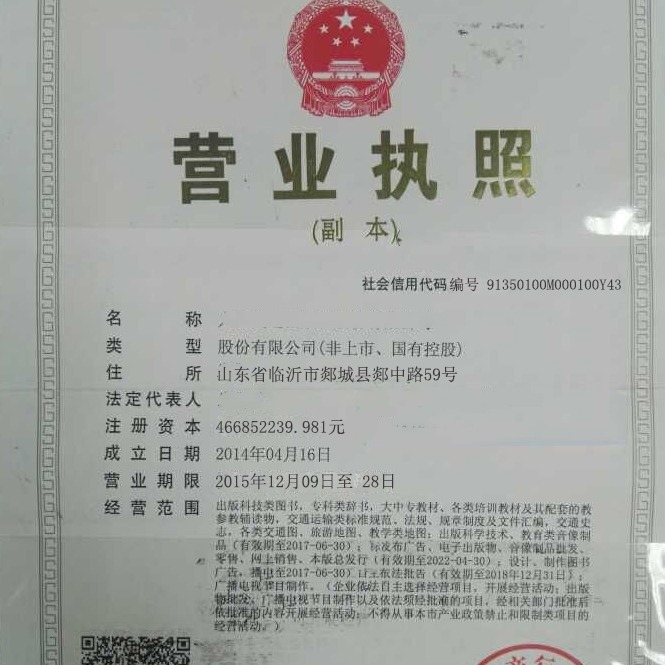 营业执照
(副 本)
社会信用代码编号 91350100M000100Y43
名 称
类 型 股份有限公司(非上市、国有控股)
住 所 山东省临沂市郯城县郯中路59号
法定代表人
注册资本 466852239.981元
成立日期 2014年04月16日
营业期限 2015年12月09日至 28日
经营范围 出版科技类图书，专科类辞书，大中专教材、各类培训教材及其配套的教
参教辅读物，交通运输类标准规范、法规、规章制度及文件汇编，交通史
志，各类交通图、旅游地图、教学类地图；出版科学技术、教育类音像制
品（有效期至2017-06-30）；标发布广告、电子出版物、音像制品批发、
零售、网上销售、本版总发行（有效期至2022-04-30）；设计、制作图书
广告，播电至2017-06-30）日主依法批告（有效期至2018年12月31日）；
广播电视节目制作。（企业依法自主选择经营项目，开展经营活动；出版
物批发、广播电视节目制作以及依法须经批准的项目，经相关部门批准后
依批准的内容开展经营活动；不得从事本市产业政策禁止和限制类项目的
经营活动。）